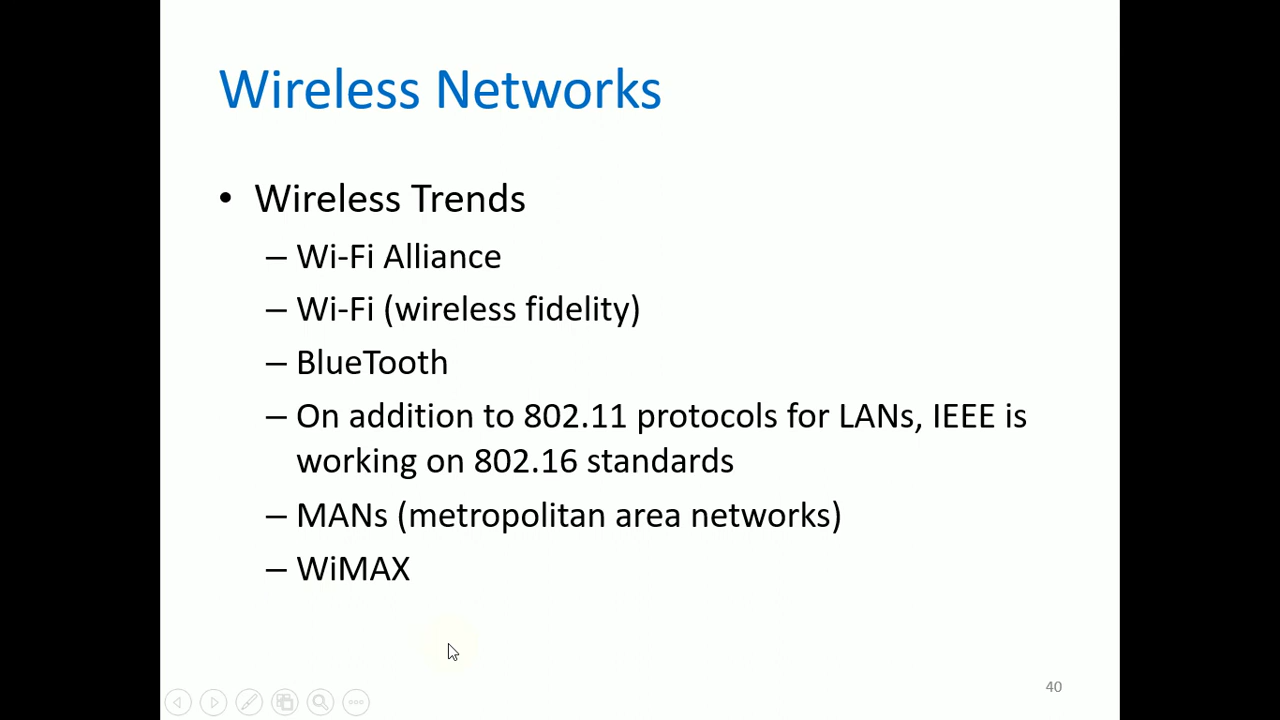 Wireless Networks
• Wireless Trends
– Wi-Fi Alliance
– Wi-Fi (wireless fidelity)
– BlueTooth
– On addition to 802.11 protocols for LANs, IEEE is
working on 802.16 standards
– MANs (metropolitan area networks)
– WiMAX
40